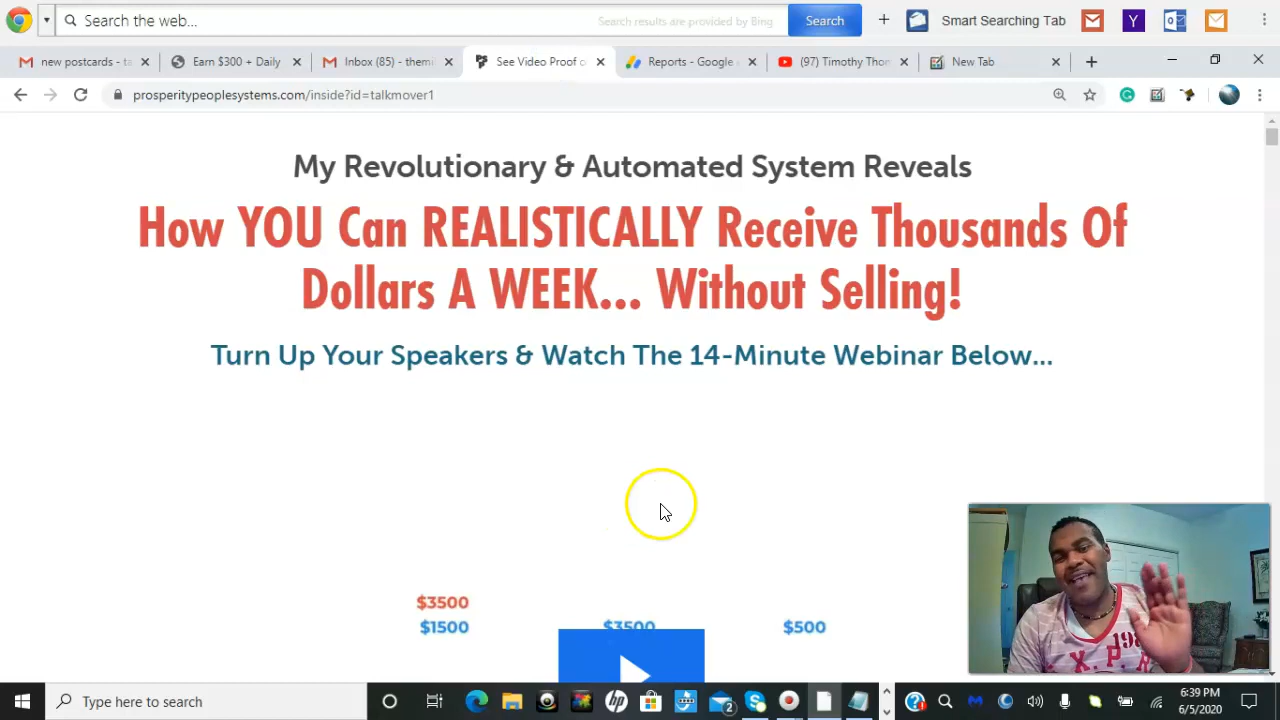 Search the web...
Search results are provided by Bing
Search
Smart Searching Tab
new postcards - ta
Earn $300 + Daily
Inbox (85) - themi
See Video Proof o
Reports - Google
(97) Timothy Thor
New Tab
prosperitypeoplesystems.com/inside?id=talkmover1
My Revolutionary & Automated System Reveals
How YOU Can REALISTICALLY Receive Thousands Of
Dollars A WEEK... Without Selling!
Turn Up Your Speakers & Watch The 14-Minute Webinar Below...
$3500
$1500
$3500
$500
Type here to search
6:39 PM
6/5/2020